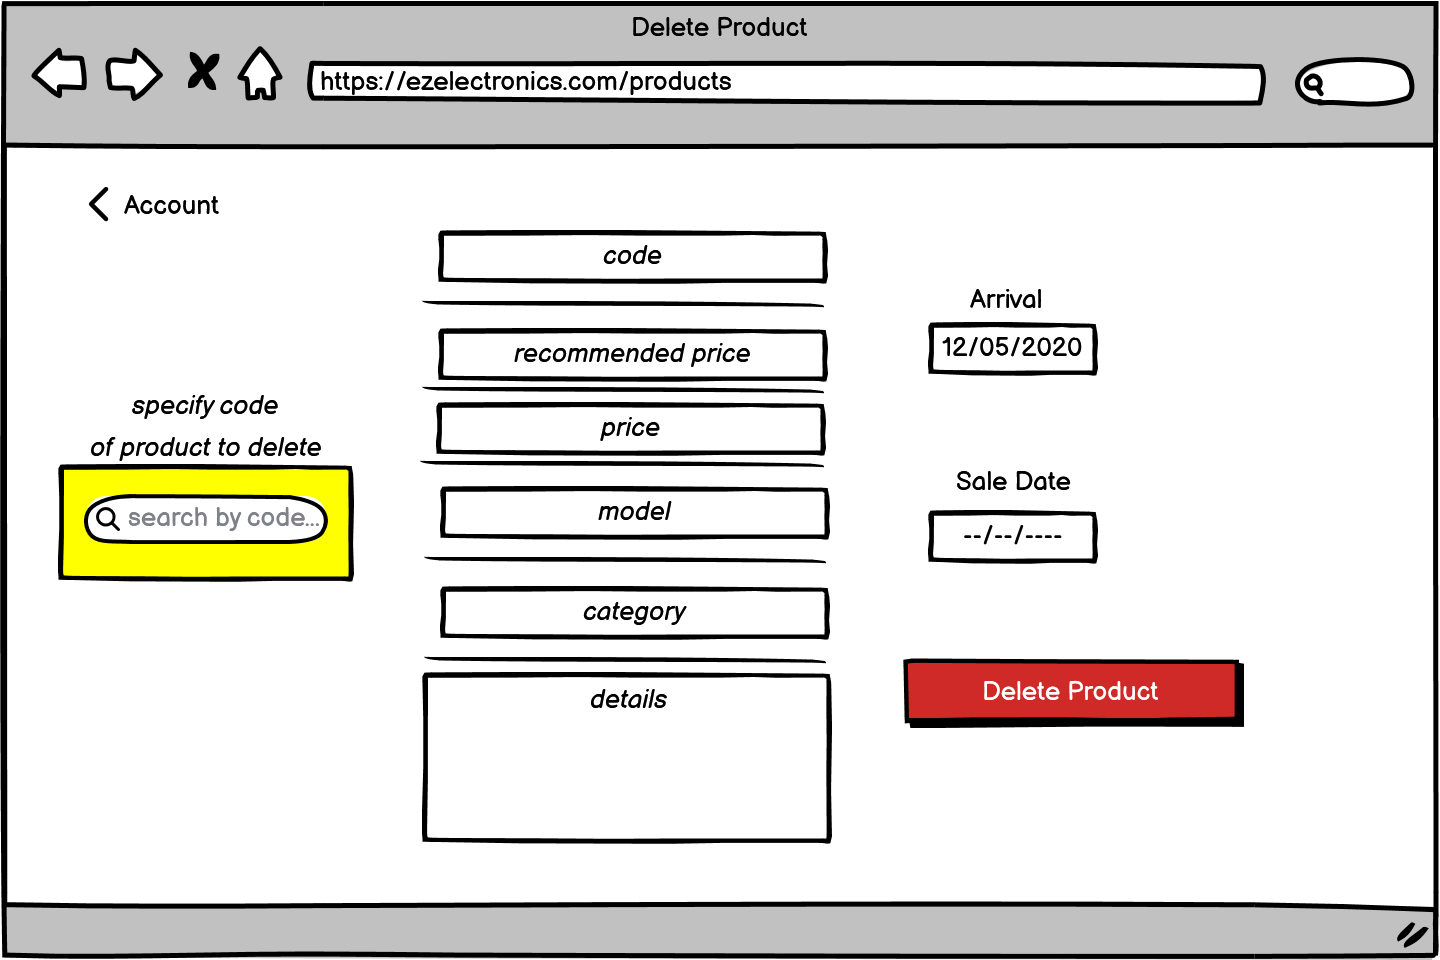 Delete Product
https://ezelectronics.com/products
Account
specify code
of product to delete
search by code...
code
recommended price
price
model
category
details
Arrival
12/05/2020
Sale Date
--/--/----
Delete Product